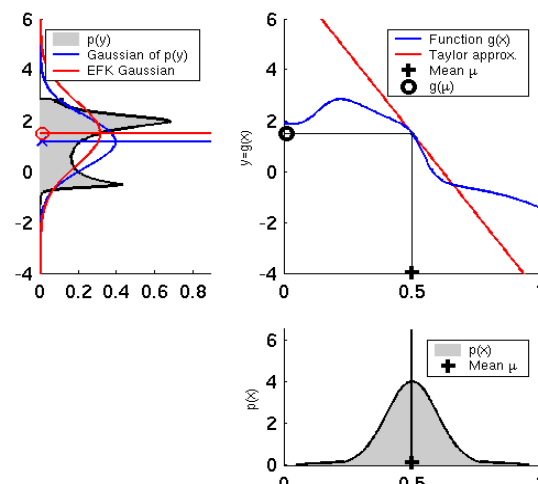 6
4
2
0
-2
-4
0 0.2 0.4 0.6 0.8
p(y)
Gaussian of p(y)
EFK Gaussian
y=g(x)
6
4
2
0
-2
-4
0 0.5 1
Function g(x)
Taylor approx.
Mean μ
g(μ)
p(x)
6
4
2
0
0 0.5 1
p(x)
Mean μ